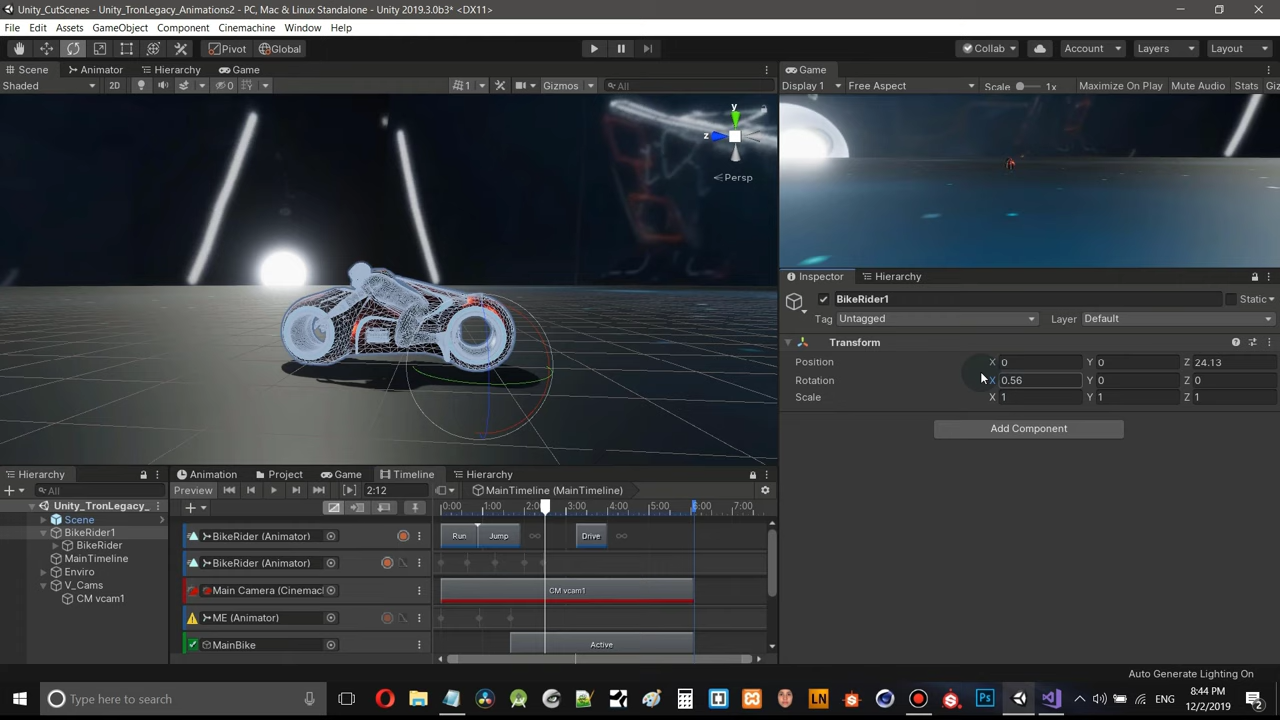 Unity_CutScenes - Unity_TronLegacy_Animations2 - PC, Mac & Linux Standalone - Unity 2019.3.0b3* <DX11>
File Edit Assets GameObject Component Cinemachine Window Help
Pivot Global Collab Account Layers Layout
Scene Animator Hierarchy Game
Shaded 2D 0 1 Gizmos All
y
z
Persp
Game
Display 1 Free Aspect Scale 1x Maximize On Play Mute Audio Stats Giz
Inspector Hierarchy
BikeRider1 Static
Tag Untagged Layer Default
Transform
Position X 0 Y 0 Z 24.13
Rotation X 0.56 Y 0 Z 0
Scale X 1 Y 1 Z 1
Add Component
Hierarchy
All
Unity_TronLegacy_
Scene
BikeRider1
BikeRider
MainTimeline
Enviro
V_Cams
CM vcam1
Animation Project Game Timeline Hierarchy
Preview 2:12 MainTimeline (MainTimeline)
0:00 1:00 2:0 3:00 4:00 5:00 6:00 7:00
BikeRider (Animator) Run Jump Drive
BikeRider (Animator)
Main Camera (Cinemac CM vcam1
ME (Animator)
MainBike Active
Auto Generate Lighting On
Type here to search
LN
Ps
ENG
8:44 PM
12/2/2019
2